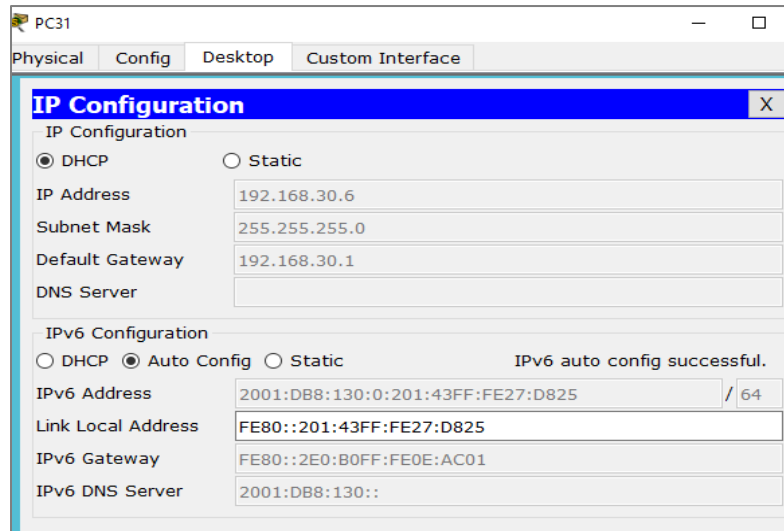 PC31
Physical Config Desktop Custom Interface
IP Configuration X
IP Configuration
DHCP Static
IP Address 192.168.30.6
Subnet Mask 255.255.255.0
Default Gateway 192.168.30.1
DNS Server
IPv6 Configuration
DHCP Auto Config Static IPv6 auto config successful.
IPv6 Address 2001:DB8:130:0:201:43FF:FE27:D825 / 64
Link Local Address FE80::201:43FF:FE27:D825
IPv6 Gateway FE80::2E0:B0FF:FE0E:AC01
IPv6 DNS Server 2001:DB8:130::